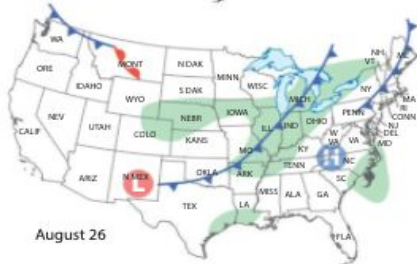 WA
MONT
N DAK
MINN
ORE
IDAHO
WYO
S DAK
WISC
MICH
NH
VT
ME
NY
MA
RI
CONN
NEBR
IOWA
PENN
NJ
DEL
MD
NEV
UTAH
COLO
KANS
MO
ILL
IND
OHIO
W
VA
VA
CALIF
KY
H
NC
ARIZ
N MEX
L
OKLA
ARK
TENN
SC
TEX
LA
MISS
ALA
GA
FLA
August 26